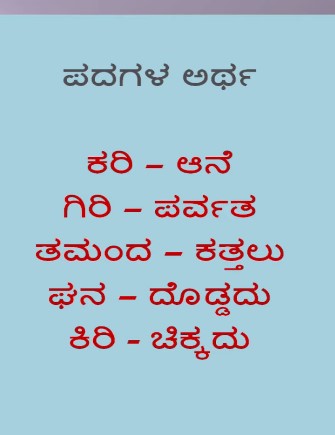 ಪದಗಳ ಅರ್ಥ
ಕರಿ – ಆನೆ
ಗಿರಿ – ಪರ್ವತ
ತಮಂದ – ಕತ್ತಲು
ಘನ – ದೊಡ್ಡದು
ಕಿರಿ - ಚಿಕ್ಕದು